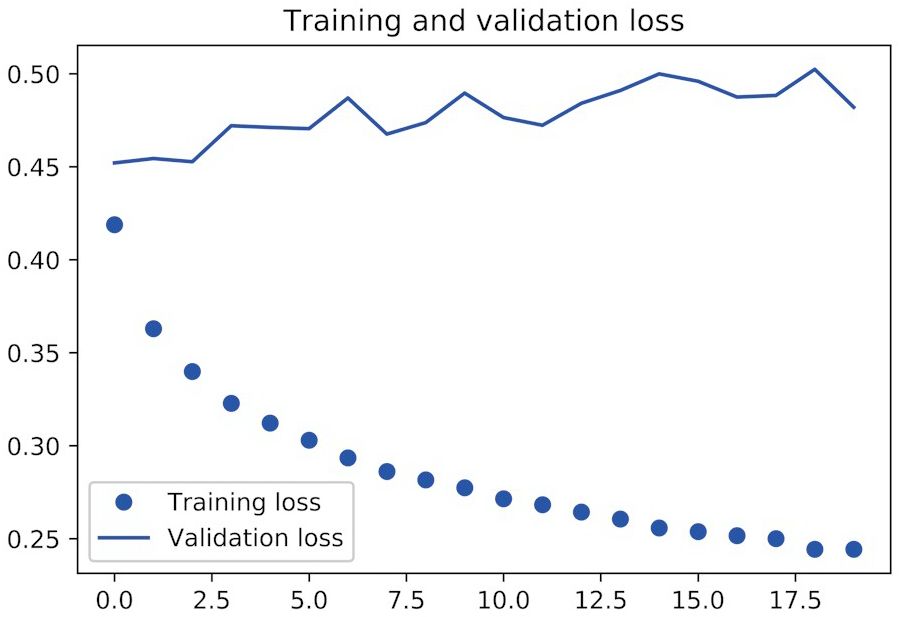 Training and validation loss
0.50
0.45
0.40
0.35
0.30
0.25
Training loss
Validation loss
0.0 2.5 5.0 7.5 10.0 12.5 15.0 17.5